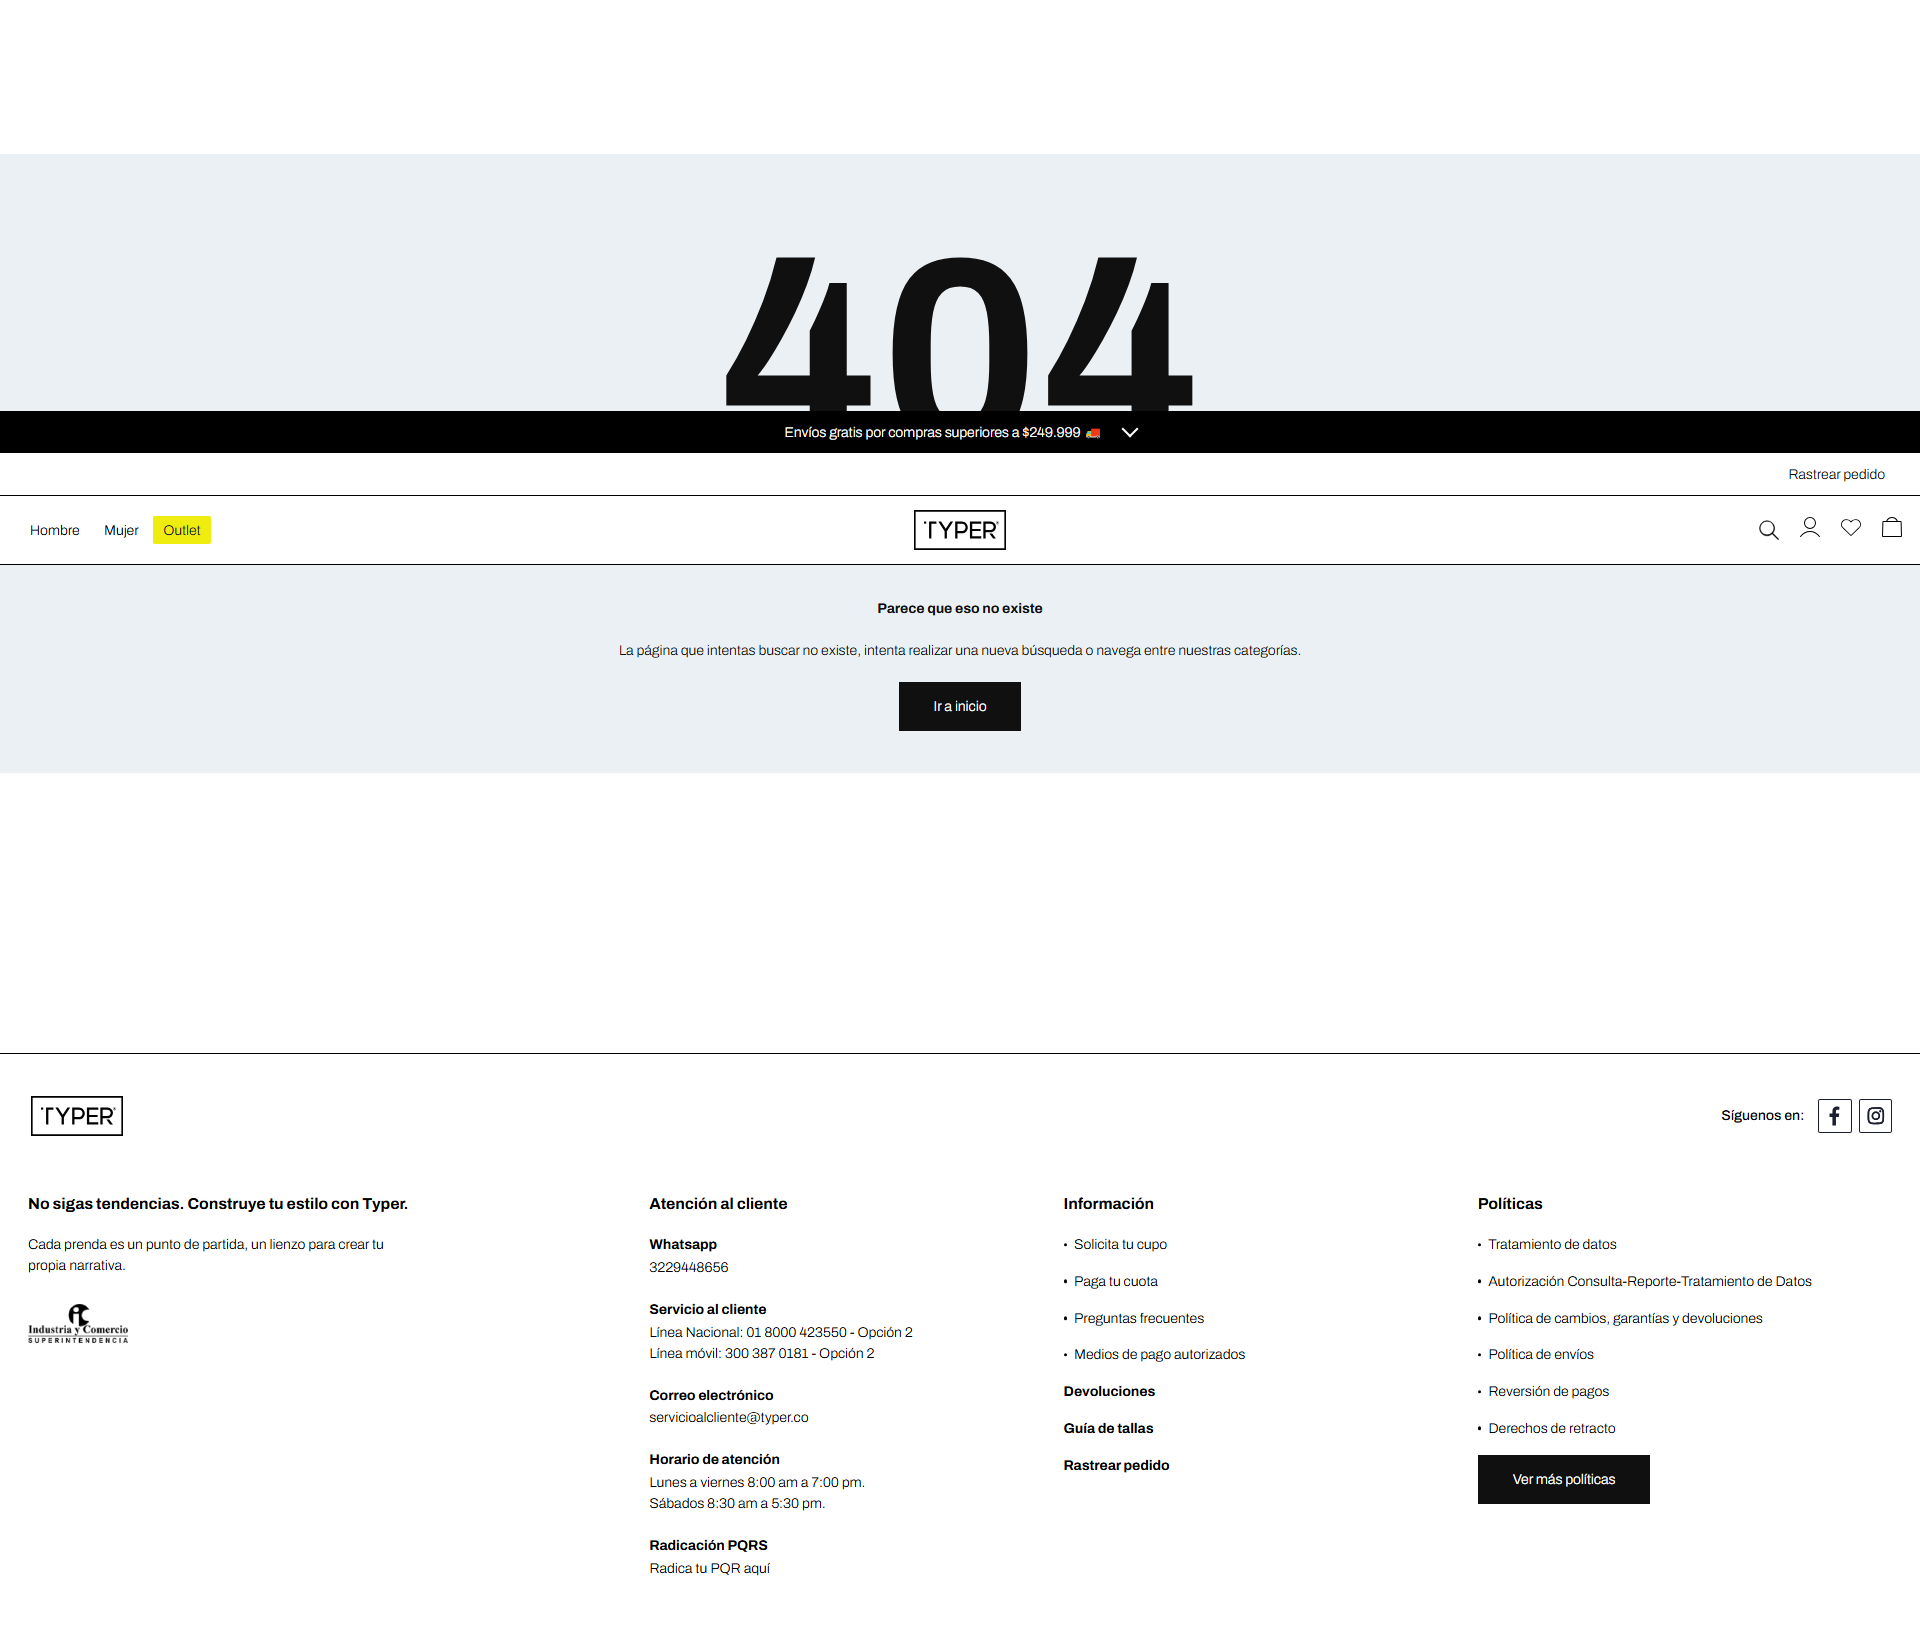 404
Envíos gratis por compras superiores a $249.999 🚚
Rastrear pedido
Hombre
Mujer
Outlet
TYPER
Parece que eso no existe
La página que intentas buscar no existe, intenta realizar una nueva búsqueda o navega entre nuestras categorías.
Ir a inicio
TYPER
Síguenos en:
No sigas tendencias. Construye tu estilo con Typer.
Cada prenda es un punto de partida, un lienzo para crear tu
propia narrativa.
Industria y Comercio
SUPERINTENDENCIA
Atención al cliente
Whatsapp
3229448656
Servicio al cliente
Línea Nacional: 01 8000 423550 - Opción 2
Línea móvil: 300 387 0181 - Opción 2
Correo electrónico
servicioalcliente@typer.co
Horario de atención
Lunes a viernes 8:00 am a 7:00 pm.
Sábados 8:30 am a 5:30 pm.
Radicación PQRS
Radica tu PQR aquí
Información
• Solicita tu cupo
• Paga tu cuota
• Preguntas frecuentes
• Medios de pago autorizados
Devoluciones
Guía de tallas
Rastrear pedido
Políticas
• Tratamiento de datos
• Autorización Consulta-Reporte-Tratamiento de Datos
• Política de cambios, garantías y devoluciones
• Política de envíos
• Reversión de pagos
• Derechos de retracto
Ver más políticas